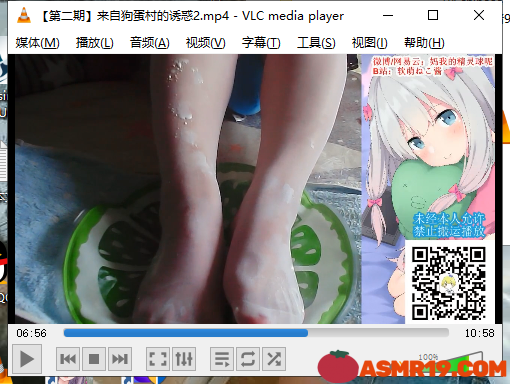 【第二期】来自狗蛋村的诱惑2.mp4 - VLC media player
媒体(M) 播放(L) 音频(A) 视频(V) 字幕(T) 工具(S) 视图(I) 帮助(H)
微博/网易云：奶我的精灵球呢
B站：软萌ねこ酱
未经本人允许
禁止搬运播放
06:56
10:58
100%
ASMR19.COM